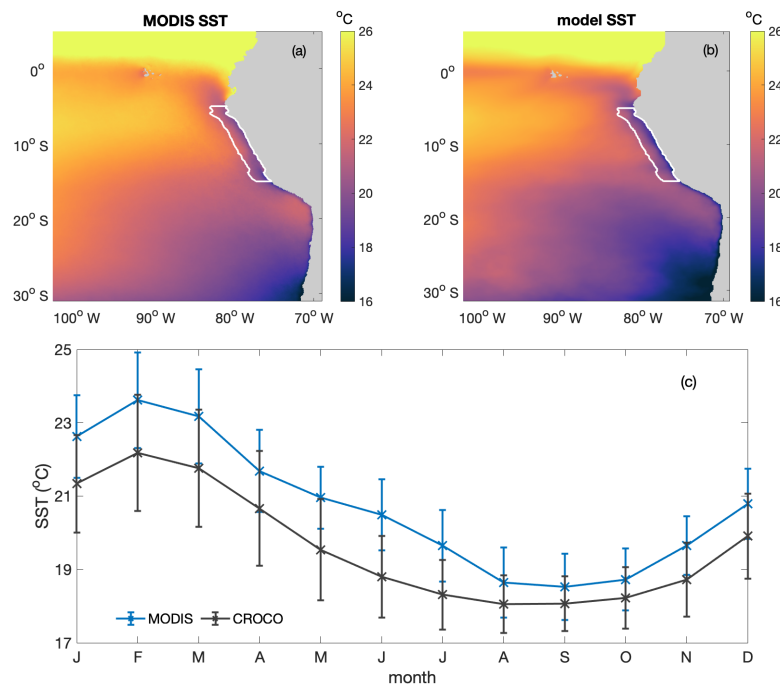 MODIS SST
°C
model SST
°C
(a)
(b)
0°
10° S
20° S
30° S
100° W
90° W
80° W
70° W
26
24
22
20
18
16
0°
10° S
20° S
30° S
100° W
90° W
80° W
70° W
26
24
22
20
18
16
(c)
SST (°C)
25
23
21
19
17
MODIS
CROCO
J F M A M J J A S O N D
month